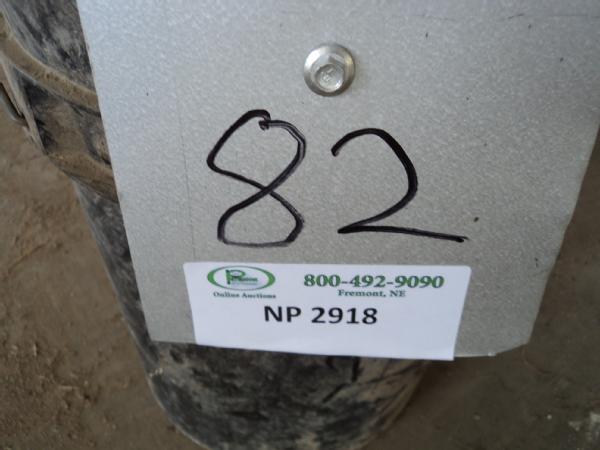 82
800-492-9090
Online Auctions
Fremont, NE
NP 2918